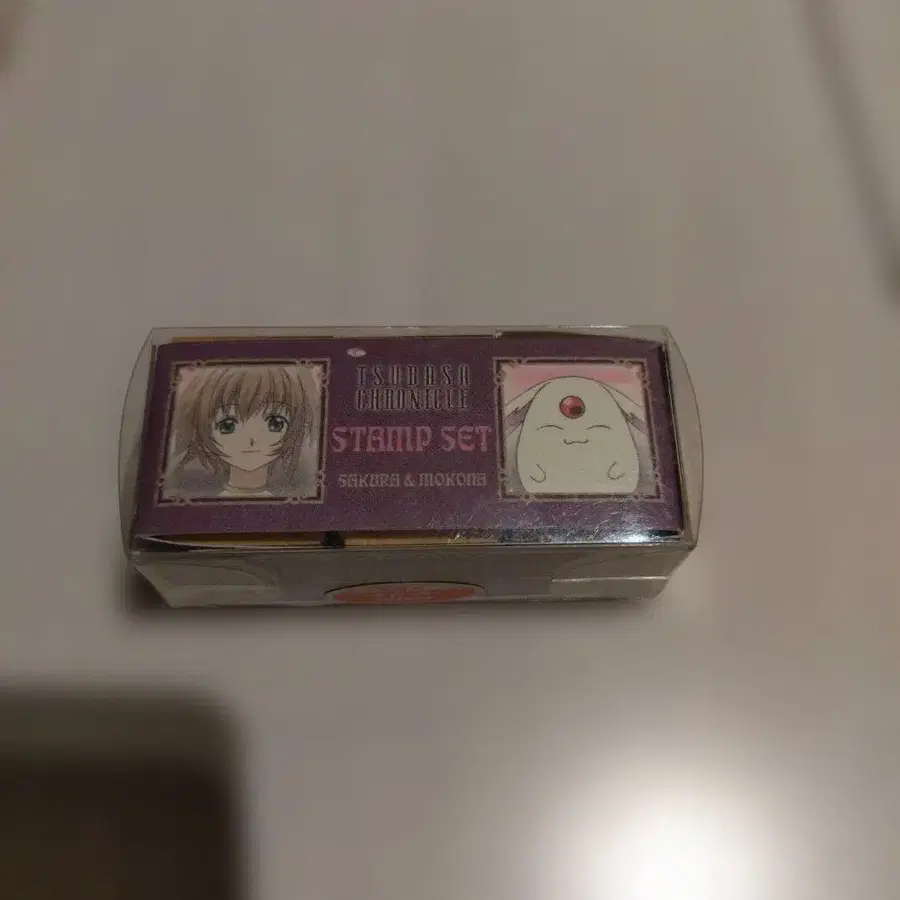 TSUBASA
CHRONICLE
STAMP SET
SAKURA & MOKONA